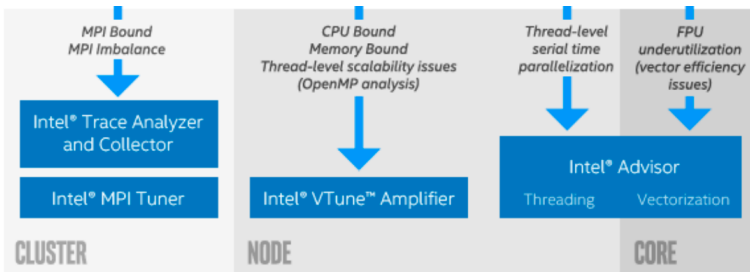 MPI Bound
MPI Imbalance
CPU Bound
Memory Bound
Thread-level scalability issues
(OpenMP analysis)
Thread-level
serial time
parallelization
FPU
underutilization
(vector efficiency
issues)
Intel® Trace Analyzer
and Collector
Intel® MPI Tuner
Intel® VTune™ Amplifier
Intel® Advisor
Threading
Vectorization
CLUSTER
NODE
CORE